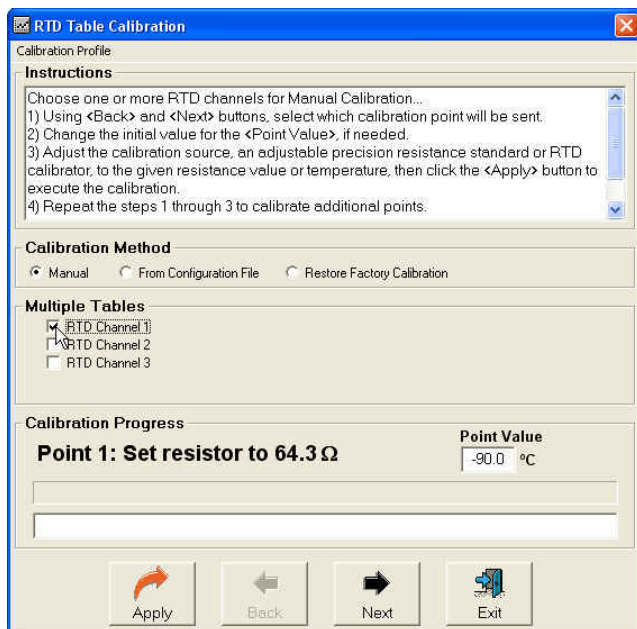 RTD Table Calibration
Calibration Profile
Instructions
Choose one or more RTD channels for Manual Calibration...
1) Using <Back> and <Next> buttons, select which calibration point will be sent.
2) Change the initial value for the <Point Value>, if needed.
3) Adjust the calibration source, an adjustable precision resistance standard or RTD
calibrator, to the given resistance value or temperature, then click the <Apply> button to
execute the calibration.
4) Repeat the steps 1 through 3 to calibrate additional points.
Calibration Method
Manual From Configuration File Restore Factory Calibration
Multiple Tables
RTD Channel 1
RTD Channel 2
RTD Channel 3
Calibration Progress
Point 1: Set resistor to 64.3 Ω
Point Value
-90.0 ºC
Apply Back Next Exit